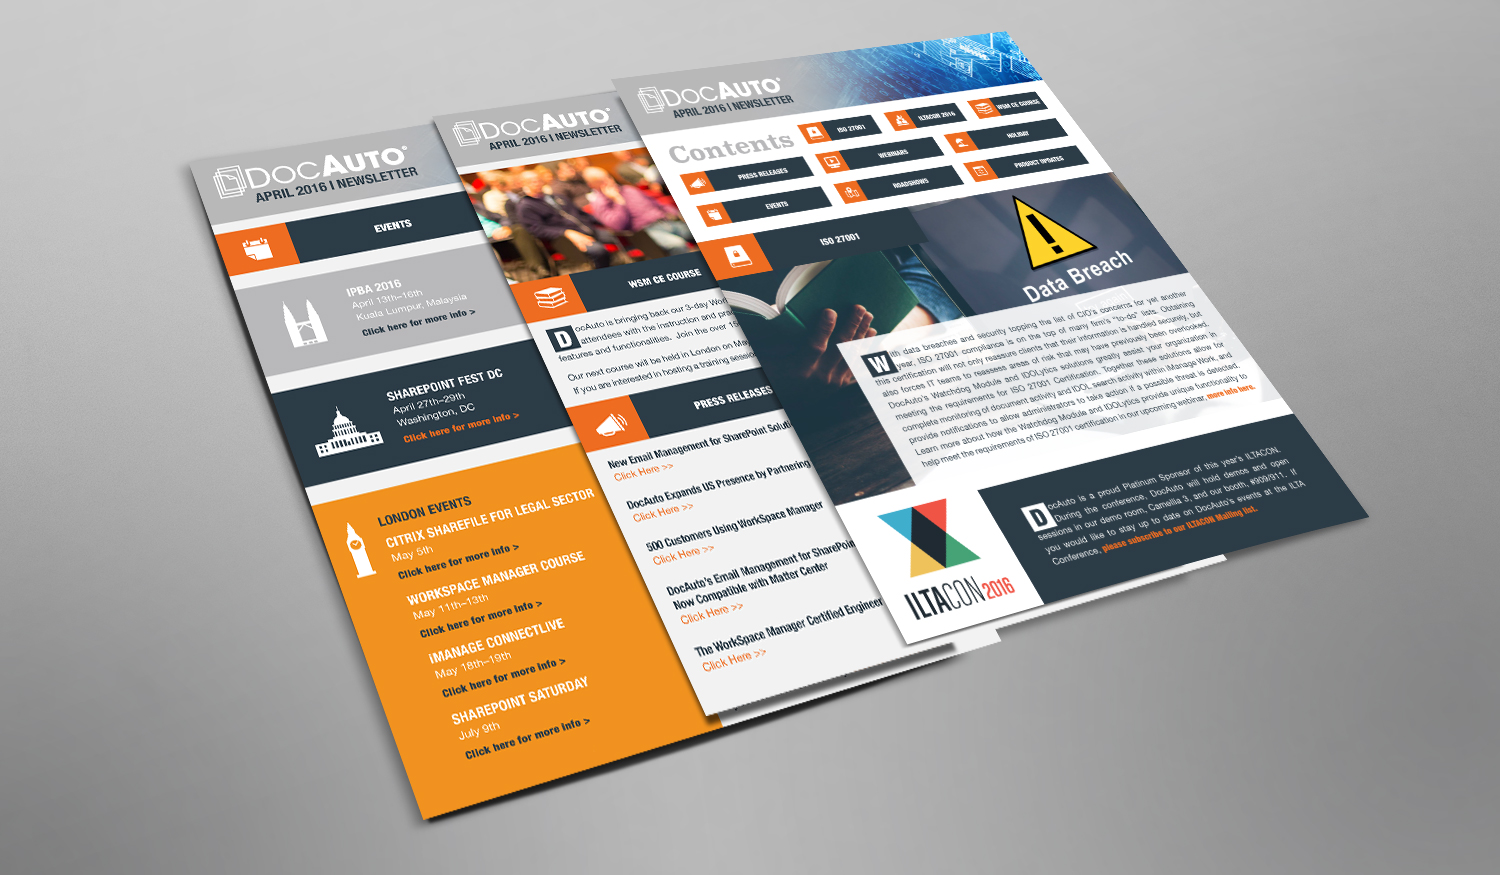 DOCAUTO®
APRIL 2016 | NEWSLETTER
EVENTS
IPBA 2016
April 13th–16th
Kuala Lumpur, Malaysia
Click here for more info >
SHAREPOINT FEST DC
April 27th–29th
Washington, DC
Click here for more info >
LONDON EVENTS
CITRIX SHAREFILE FOR LEGAL SECTOR
May 5th
Click here for more info >
WORKSPACE MANAGER COURSE
May 11th–13th
Click here for more info >
IMANAGE CONNECTLIVE
May 18th–19th
Click here for more info >
SHAREPOINT SATURDAY
July 9th
Click here for more info >
DOCAUTO®
APRIL 2016 | NEWSLETTER
WSM CE COURSE
DocAuto is bringing back our 3-day
attendees with the instruction and
features and functionalities. Join the over
Our next course will be held in London on
If you are interested in hosting a training
PRESS RELEASES
New Email Management for SharePoint
Click Here >>
DocAuto Expands US Presence by Partnering
Click Here >>
500 Customers Using WorkSpace Manager
Click Here >>
DocAuto's Email Management for SharePoint
Now Compatible with Matter Center
Click Here >>
The WorkSpace Manager Certified Engineer
Click Here >>
DOCAUTO®
APRIL 2016 | NEWSLETTER
Contents
ISO 27001
ILTACON 2016
WSM CE COURSE
PRESS RELEASES
WEBINARS
HOLIDAY
EVENTS
ROADSHOWS
PRODUCT UPDATES
ISO 27001
!
Data Breach
With data breaches and security topping the list of CIO's concerns for yet another
year, ISO 27001 compliance is on the top of many firm's "to-do" lists. Obtaining
this certification will not only reassure clients that their information is handled securely, but
also forces IT teams to reassess areas of risk that may have previously been overlooked.
DocAuto's Watchdog Module and IDOLytics solutions greatly assist your organization in
meeting the requirements for ISO 27001 Certification. Together these solutions allow for
complete monitoring of document activity and IDOL search activity within iManage Work, and
provide notifications to allow administrators to take action if a possible threat is detected.
Learn more about how the Watchdog Module and IDOLytics provide unique functionality to
help meet the requirements of ISO 27001 certification in our upcoming webinar, more info here.
ILTACON 2016
DocAuto is a proud Platinum Sponsor of this year's ILTACON.
During the conference, DocAuto will hold demos and open
sessions in our demo room, Camellia 3, and our booth, #909/911. If
you would like to stay up to date on DocAuto's events at the ILTA
Conference, please subscribe to our ILTACON Mailing list.